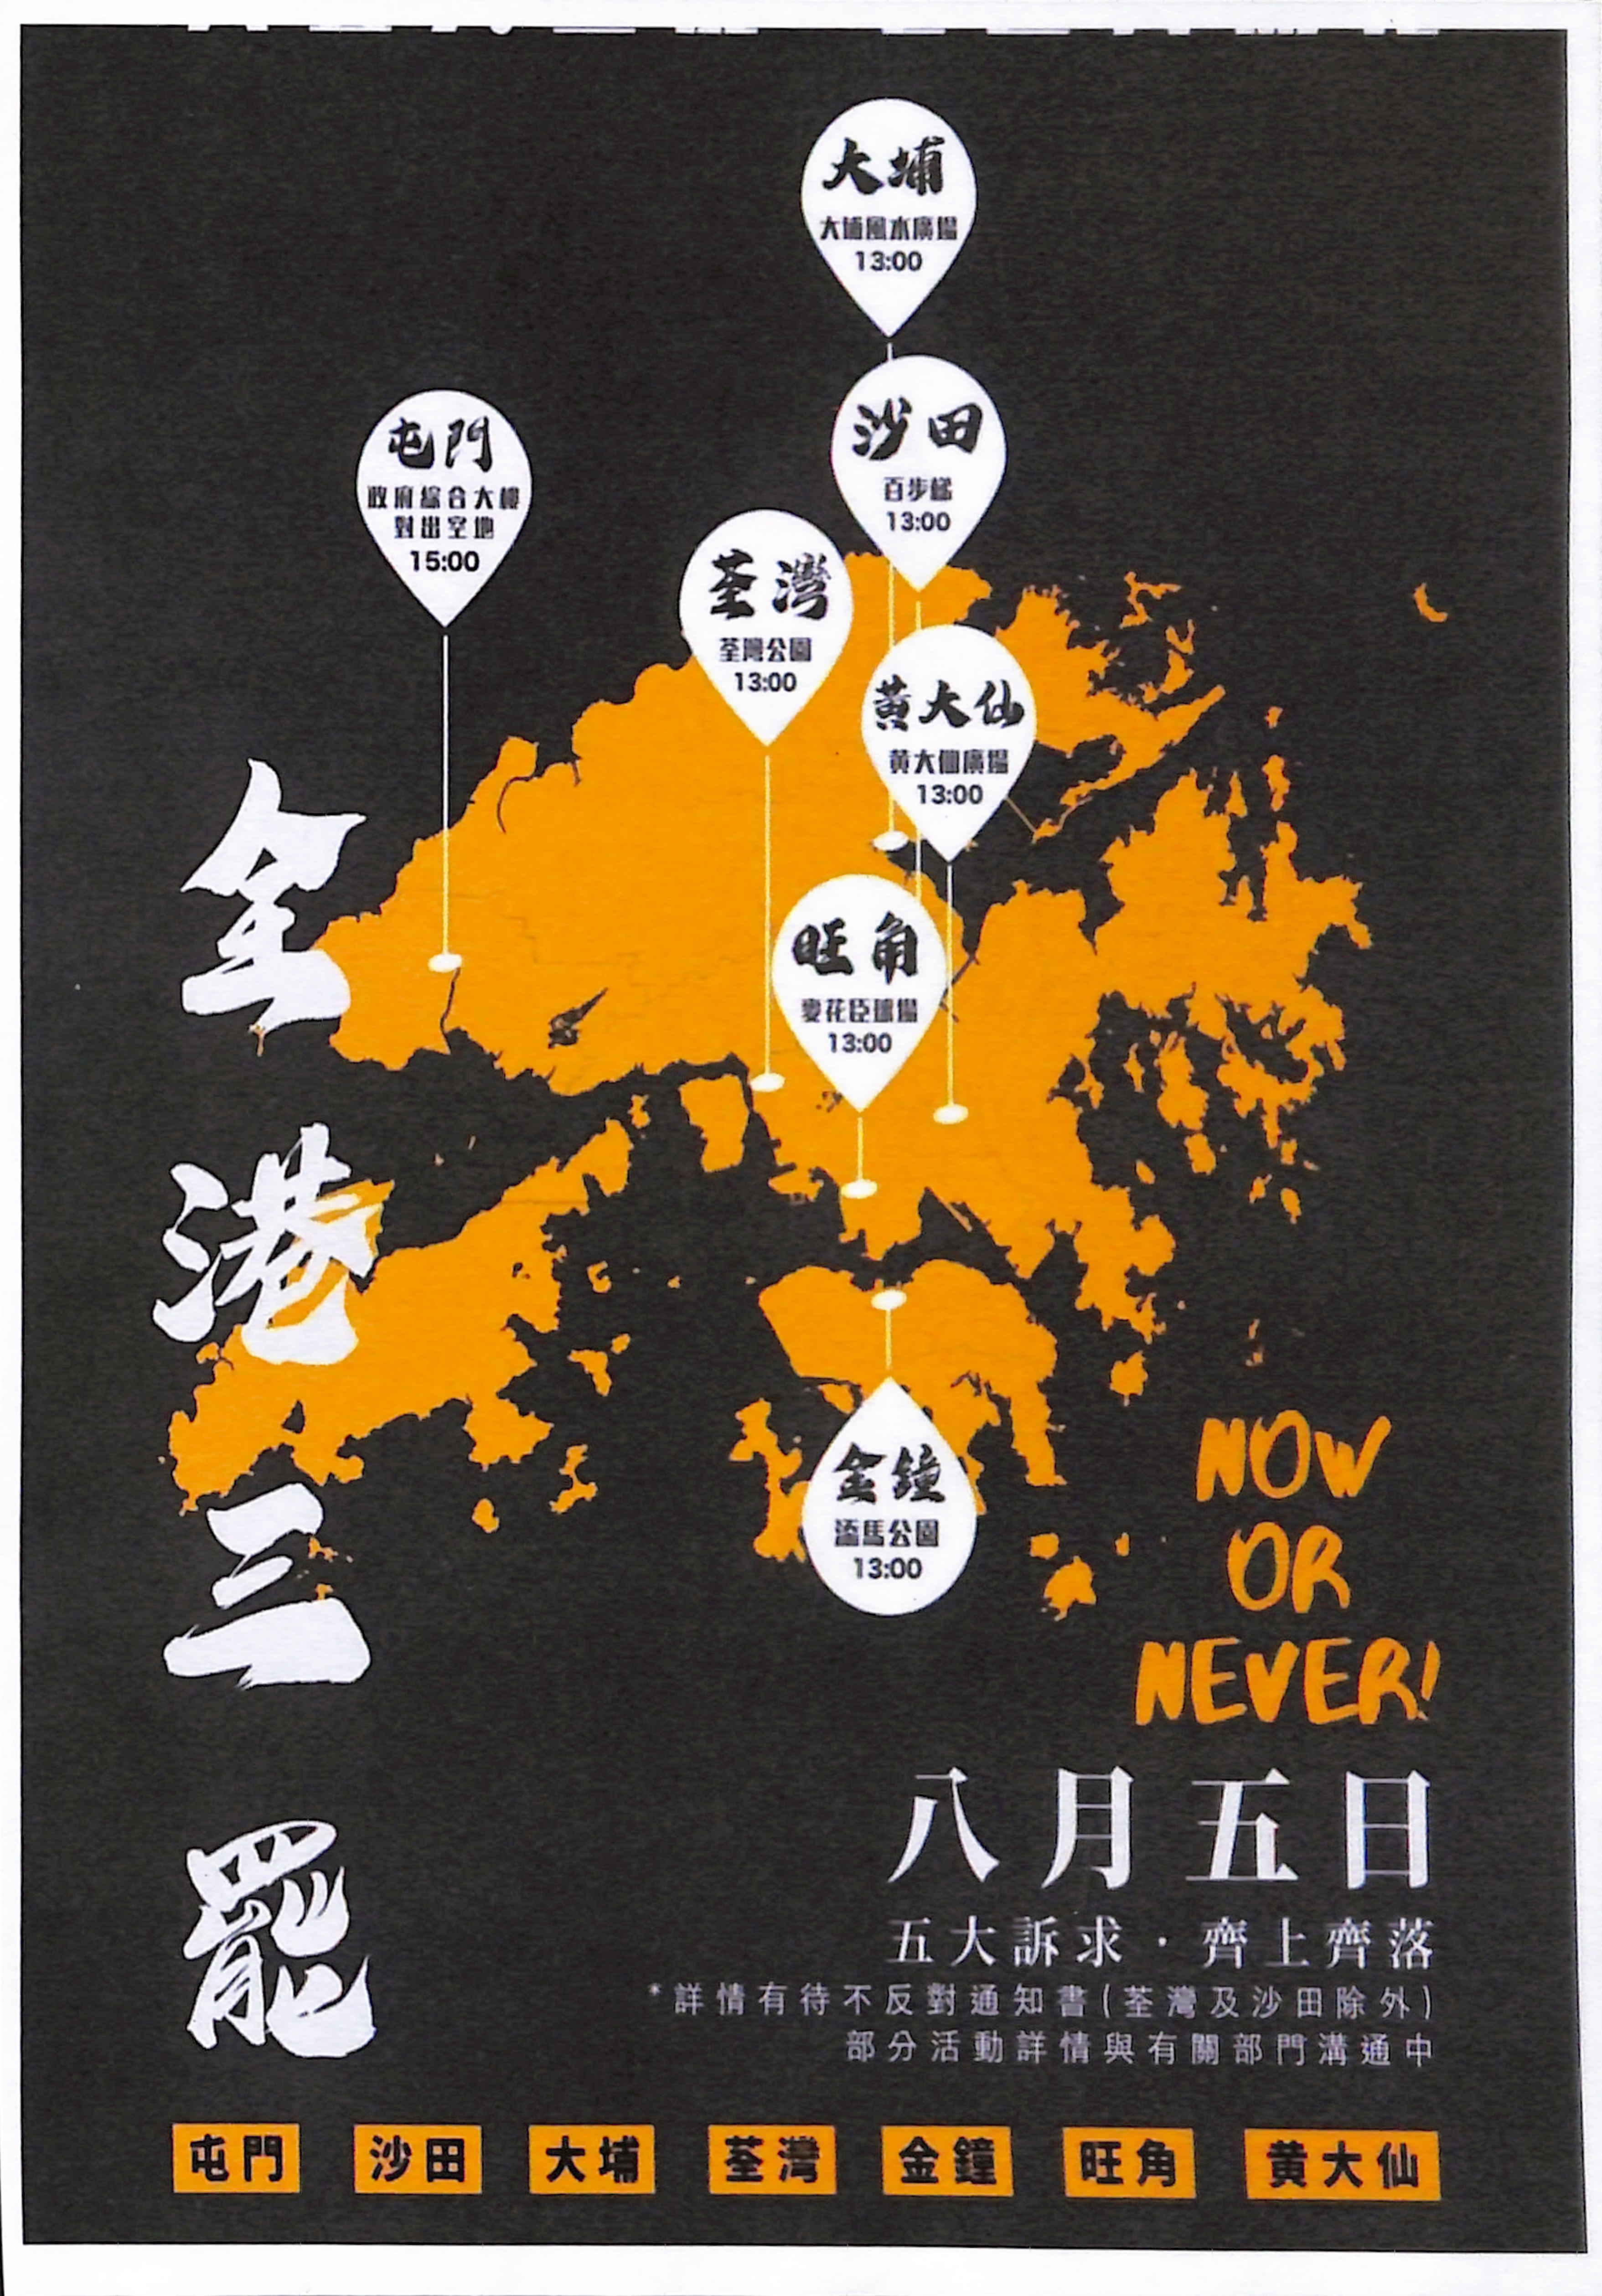 大埔
大埔風水廣場
13:00
沙田
百步梯
13:00
屯門
政府綜合大樓
對出空地
15:00
荃灣
荃灣公園
13:00
黃大仙
黃大仙廣場
13:00
旺角
麥花臣球場
13:00
金鐘
添馬公園
13:00
全港三罷
NOW
OR
NEVER!
八月五日
五大訴求·齊上齊落
*詳情有待不反對通知書(荃灣及沙田除外)
部分活動詳情與有關部門溝通中
屯門 沙田 大埔 荃灣 金鐘 旺角 黃大仙